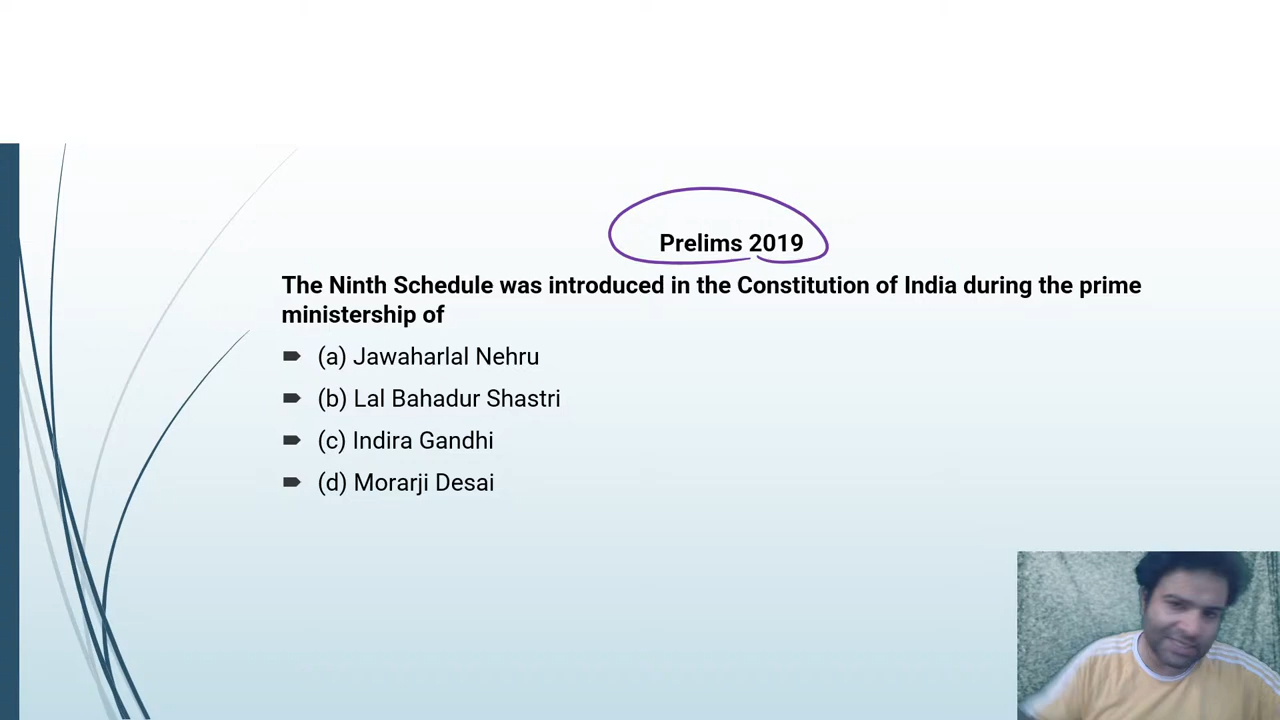 Prelims 2019
The Ninth Schedule was introduced in the Constitution of India during the prime
ministership of
(a) Jawaharlal Nehru
(b) Lal Bahadur Shastri
(c) Indira Gandhi
(d) Morarji Desai